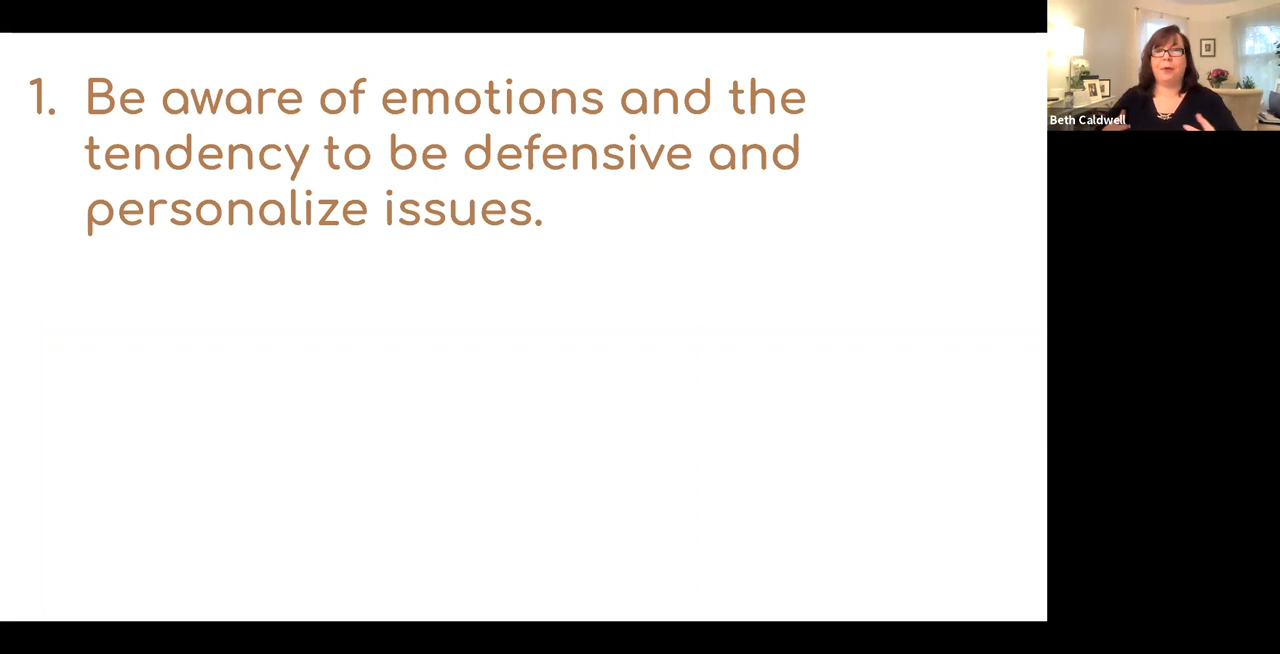 1. Be aware of emotions and the
tendency to be defensive and
personalize issues.
Beth Caldwell